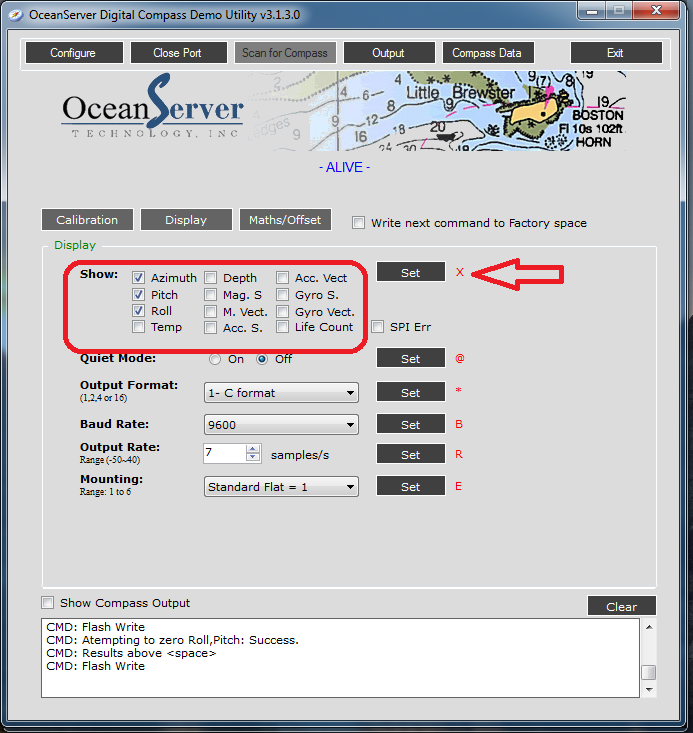 OceanServer Digital Compass Demo Utility v3.1.3.0
Configure Close Port Scan for Compass Output Compass Data Exit
OCEANSERVER
TECHNOLOGY, INC
Little Brewster
(7)
BOSTON
Fl 10s 102ft
HORN
- ALIVE -
Calibration Display Maths/Offset Write next command to Factory space
Display
Show: Azimuth Depth Acc. Vect Set X
Pitch Mag. S Gyro S.
Roll M. Vect. Gyro Vect.
Temp Acc. S. Life Count SPI Err
Quiet Mode: On Off Set @
Output Format: 1- C format Set *
(1,2,4 or 16)
Baud Rate: 9600 Set B
Output Rate: 7 samples/s Set R
Range (-50~40)
Mounting: Standard Flat = 1 Set E
Range: 1 to 6
Show Compass Output Clear
CMD: Flash Write
CMD: Atempting to zero Roll,Pitch: Success.
CMD: Results above <space>
CMD: Flash Write